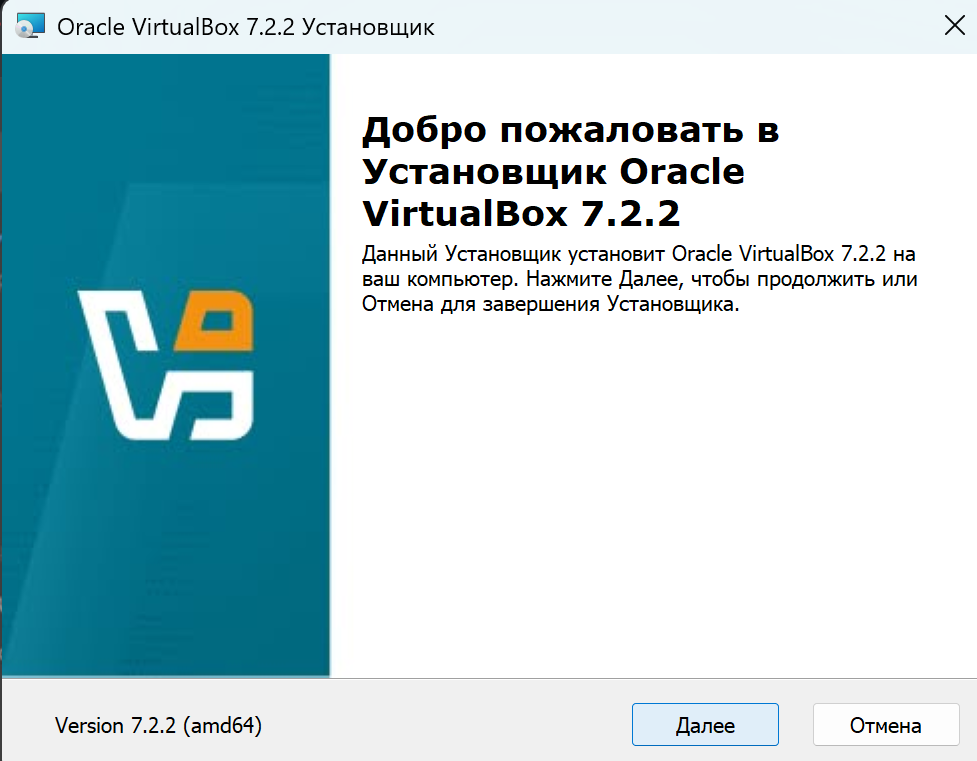 Oracle VirtualBox 7.2.2 Установщик
Добро пожаловать в
Установщик Oracle
VirtualBox 7.2.2
Данный Установщик установит Oracle VirtualBox 7.2.2 на
ваш компьютер. Нажмите Далее, чтобы продолжить или
Отмена для завершения Установщика.
Version 7.2.2 (amd64)
Далее
Отмена